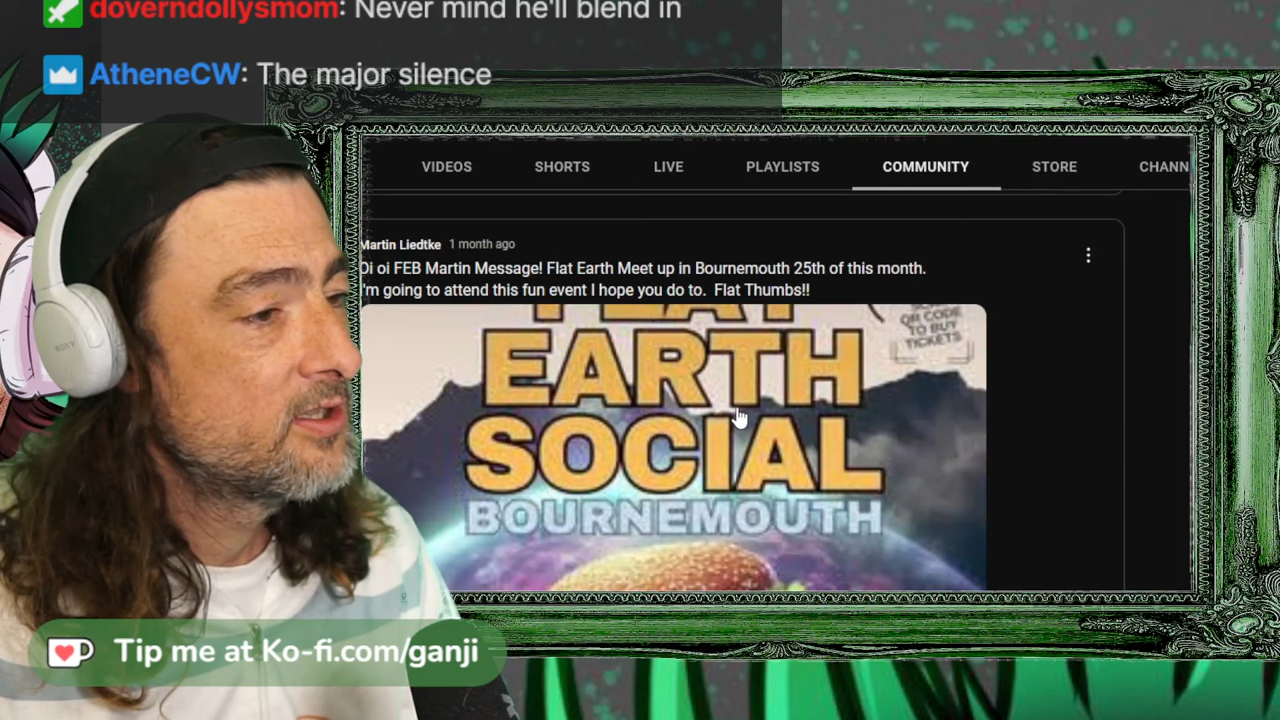 doverndollysmom: Never mind he'll blend in
AtheneCW: The major silence
VIDEOS SHORTS LIVE PLAYLISTS COMMUNITY STORE CHANN
Martin Liedtke 1 month ago
Oi oi FEB Martin Message! Flat Earth Meet up in Bournemouth 25th of this month.
I'm going to attend this fun event I hope you do to. Flat Thumbs!!
QR CODE
TO BUY
TICKETS
FLAT
EARTH
SOCIAL
BOURNEMOUTH
SONY
Tip me at Ko-fi.com/ganji